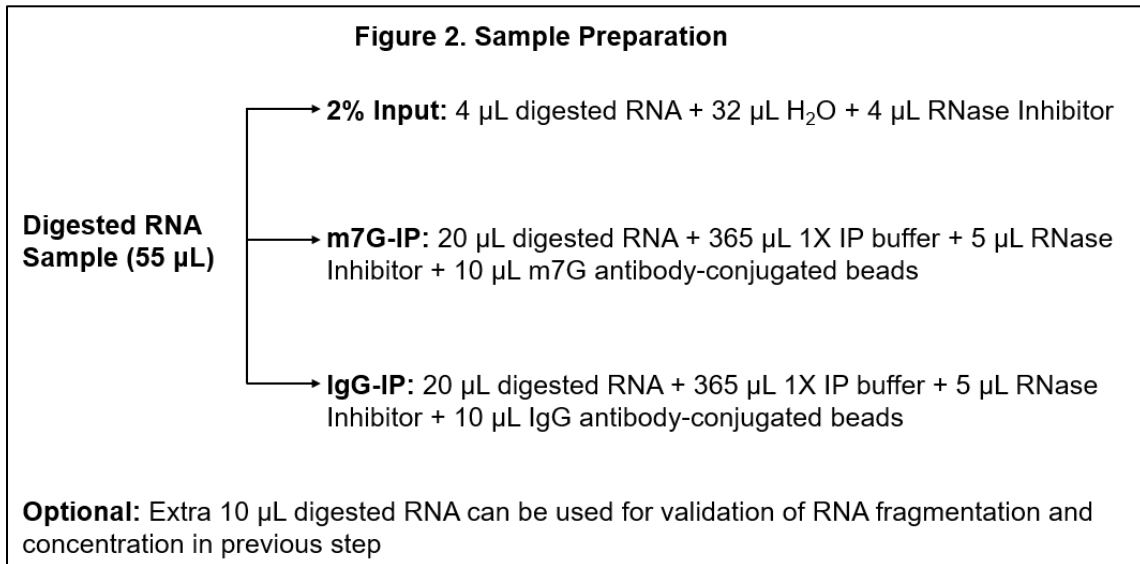 Figure 2. Sample Preparation
2% Input: 4 µL digested RNA + 32 µL H₂O + 4 µL RNase Inhibitor
Digested RNA
Sample (55 µL)
m7G-IP: 20 µL digested RNA + 365 µL 1X IP buffer + 5 µL RNase
Inhibitor + 10 µL m7G antibody-conjugated beads
IgG-IP: 20 µL digested RNA + 365 µL 1X IP buffer + 5 µL RNase
Inhibitor + 10 µL IgG antibody-conjugated beads
Optional: Extra 10 µL digested RNA can be used for validation of RNA fragmentation and
concentration in previous step